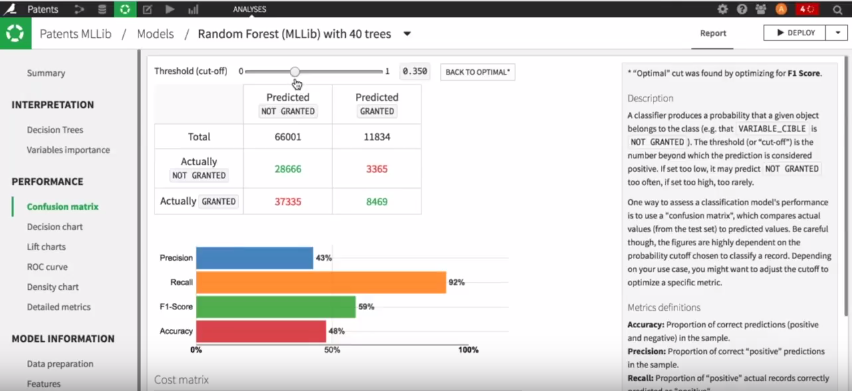 Patents
ANALYSES
4
Patents MLLib / Models / Random Forest (MLLib) with 40 trees
Report
DEPLOY
Summary
INTERPRETATION
Decision Trees
Variables importance
PERFORMANCE
Confusion matrix
Decision chart
Lift charts
ROC curve
Density chart
Detailed metrics
MODEL INFORMATION
Data preparation
Features
Threshold (cut-off) 0 1 0.350 BACK TO OPTIMAL*
Predicted NOT GRANTED Predicted GRANTED
Total 66001 11834
Actually NOT GRANTED 28666 3365
Actually GRANTED 37335 8469
Precision 43%
Recall 92%
F1-Score 59%
Accuracy 48%
0% 50% 100%
Cost matrix
* "Optimal" cut was found by optimizing for F1 Score.
Description
A classifier produces a probability that a given object
belongs to the class (e.g. that VARIABLE_CIBLE is
NOT GRANTED ). The threshold (or "cut-off") is the
number beyond which the prediction is considered
positive. If set too low, it may predict NOT GRANTED
too often, if set too high, too rarely.
One way to assess a classification model's performance
is to use a "confusion matrix", which compares actual
values (from the test set) to predicted values. Be careful
though, the figures are highly dependent on the
probability cutoff chosen to classify a record. Depending
on your use case, you might want to adjust the cutoff to
optimize a specific metric.
Metrics definitions
Accuracy: Proportion of correct predictions (positive
and negative) in the sample.
Precision: Proportion of correct "positive" predictions
in the sample.
Recall: Proportion of "positive" actual records correctly
predicted as "positive".